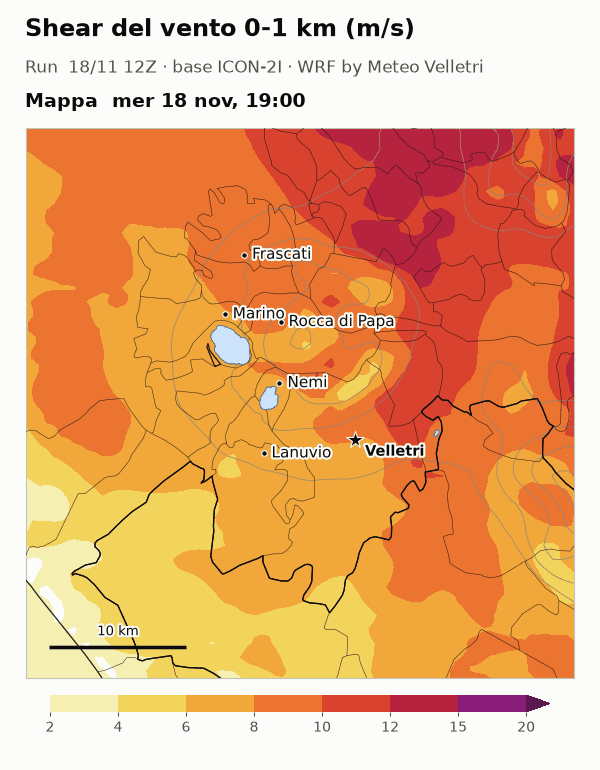 Shear del vento 0-1 km (m/s)
Run  18/11 12Z · base ICON-2I · WRF by Meteo Velletri
Mappa  mer 18 nov, 19:00
Frascati
Marino
Rocca di Papa
Nemi
Velletri
Lanuvio
10 km
2 4 6 8 10 12 15 20